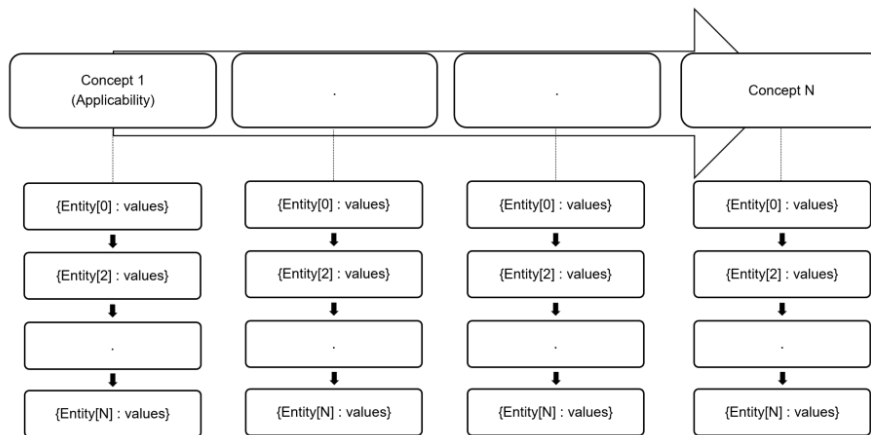 Concept 1
(Applicability)
.
.
Concept N
{Entity[0] : values}
{Entity[0] : values}
{Entity[0] : values}
{Entity[0] : values}
{Entity[2] : values}
{Entity[2] : values}
{Entity[2] : values}
{Entity[2] : values}
.
.
.
.
{Entity[N] : values}
{Entity[N] : values}
{Entity[N] : values}
{Entity[N] : values}